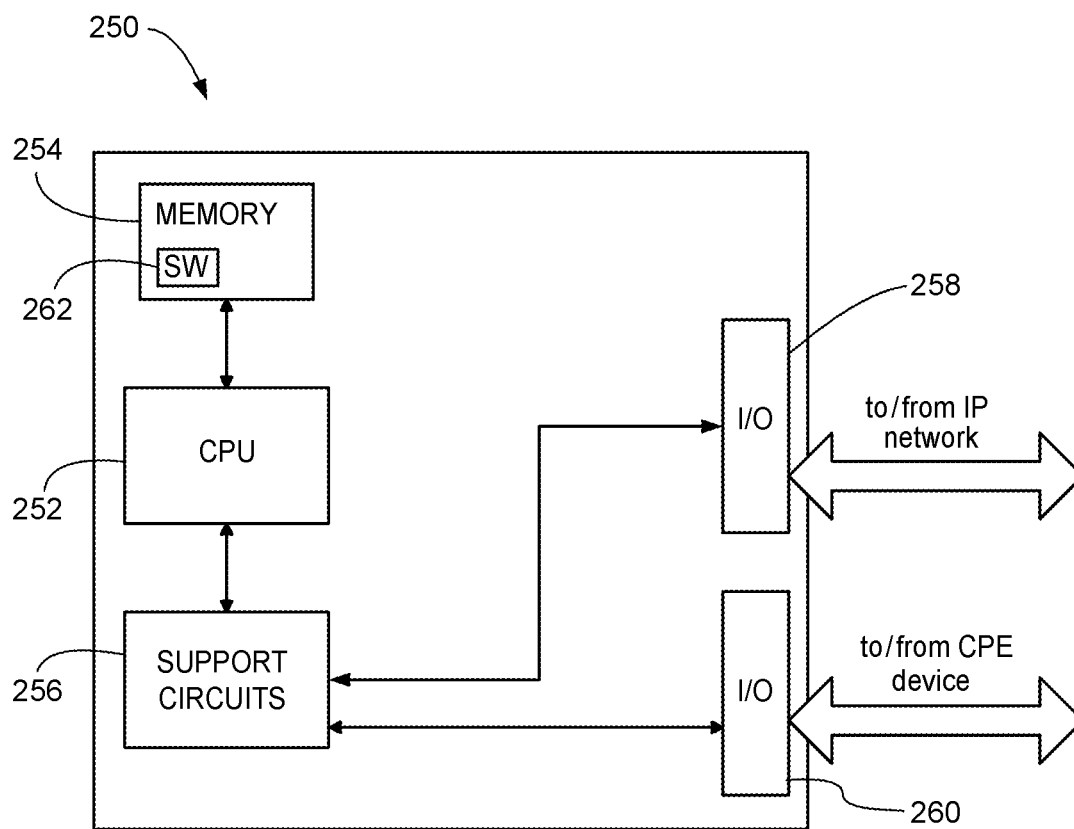 250
254
MEMORY
SW
262
258
I/O
to/from IP
network
CPU
252
SUPPORT
CIRCUITS
256
I/O
to/from CPE
device
260